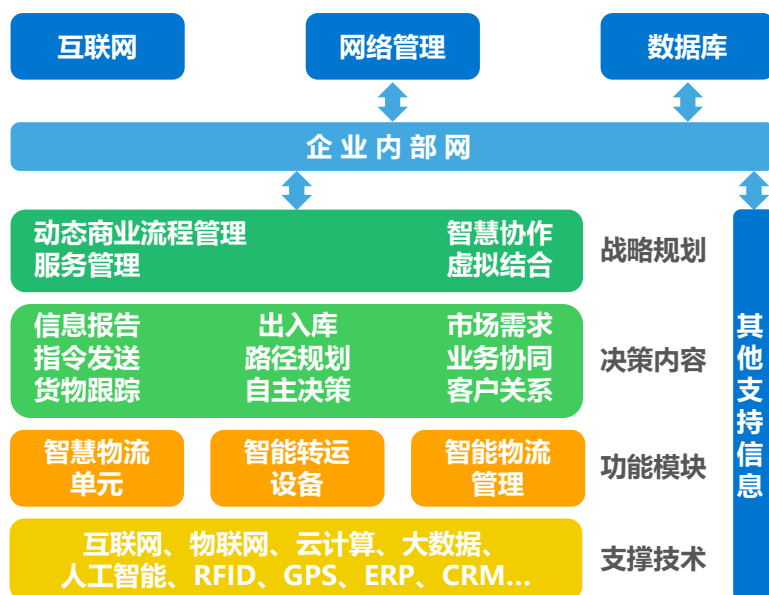 互联网
网络管理
数据库
企业内部网
动态商业流程管理
服务管理
智慧协作
虚拟结合
战略规划
信息报告
指令发送
货物跟踪
出入库
路径规划
自主决策
市场需求
业务协同
客户关系
决策内容
智慧物流
单元
智能转运
设备
智能物流
管理
功能模块
互联网、物联网、云计算、大数据、
人工智能、RFID、GPS、ERP、CRM...
支撑技术
其他支持信息